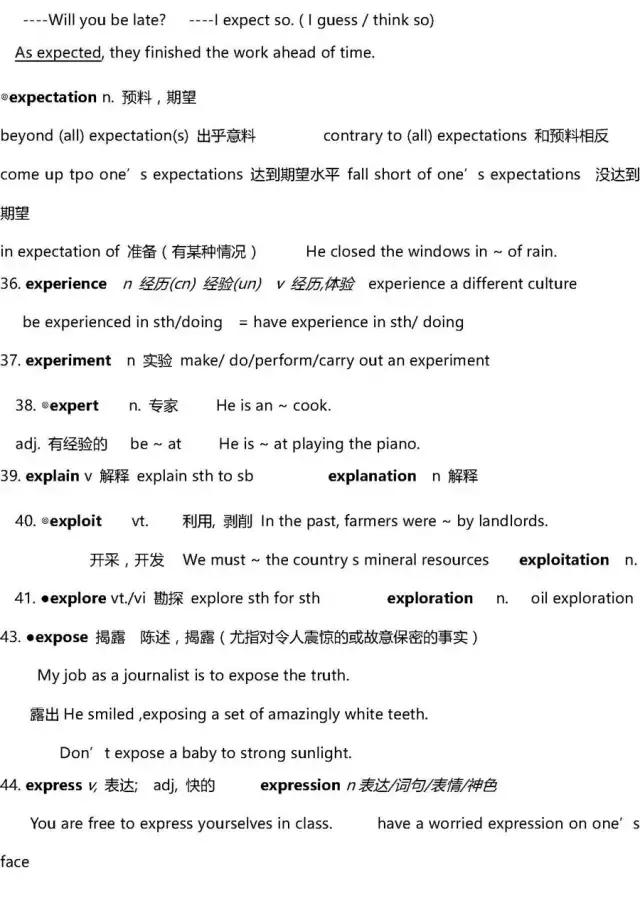 ----Will you be late? ----I expect so. ( I guess / think so)
As expected, they finished the work ahead of time.
◎expectation n. 预料，期望
beyond (all) expectation(s) 出乎意料 contrary to (all) expectations 和预料相反
come up tpo one’s expectations 达到期望水平 fall short of one’s expectations 没达到
期望
in expectation of 准备（有某种情况） He closed the windows in ~ of rain.
36. experience n 经历(cn) 经验(un) v 经历,体验 experience a different culture
be experienced in sth/doing = have experience in sth/ doing
37. experiment n 实验 make/ do/perform/carry out an experiment
38. ◎expert n. 专家 He is an ~ cook.
adj. 有经验的 be ~ at He is ~ at playing the piano.
39. explain v 解释 explain sth to sb explanation n 解释
40. ◎exploit vt. 利用, 剥削 In the past, farmers were ~ by landlords.
开采，开发 We must ~ the country s mineral resources exploitation n.
41. ●explore vt./vi 勘探 explore sth for sth exploration n. oil exploration
43. ●expose 揭露 陈述，揭露（尤指对令人震惊的或故意保密的事实）
My job as a journalist is to expose the truth.
露出 He smiled ,exposing a set of amazingly white teeth.
Don’t expose a baby to strong sunlight.
44. express v, 表达; adj, 快的 expression n 表达/词句/表情/神色
You are free to express yourselves in class. have a worried expression on one’s
face